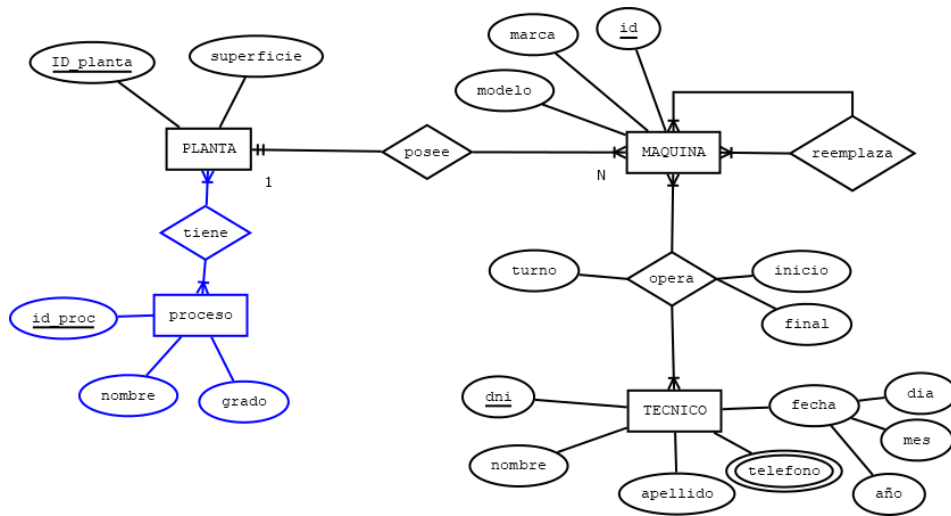 ID_planta
superficie
marca
id
modelo
PLANTA
1
posee
N
MAQUINA
reemplaza
tiene
turno
opera
inicio
final
id_proc
proceso
nombre
grado
dni
TECNICO
fecha
dia
mes
año
nombre
apellido
telefono